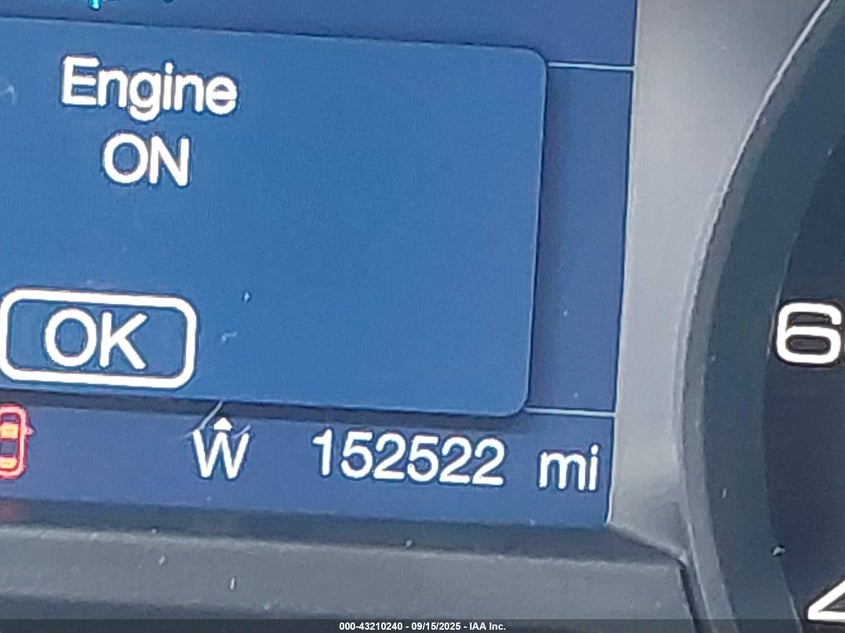 Engine
ON
OK
W 152522 mi
6
000-43210240 - 09/15/2025 - IAA Inc.